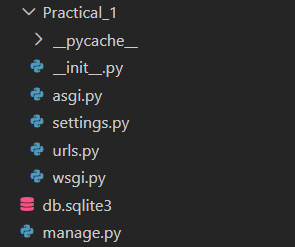 Practical_1
__pycache__
__init__.py
asgi.py
settings.py
urls.py
wsgi.py
db.sqlite3
manage.py